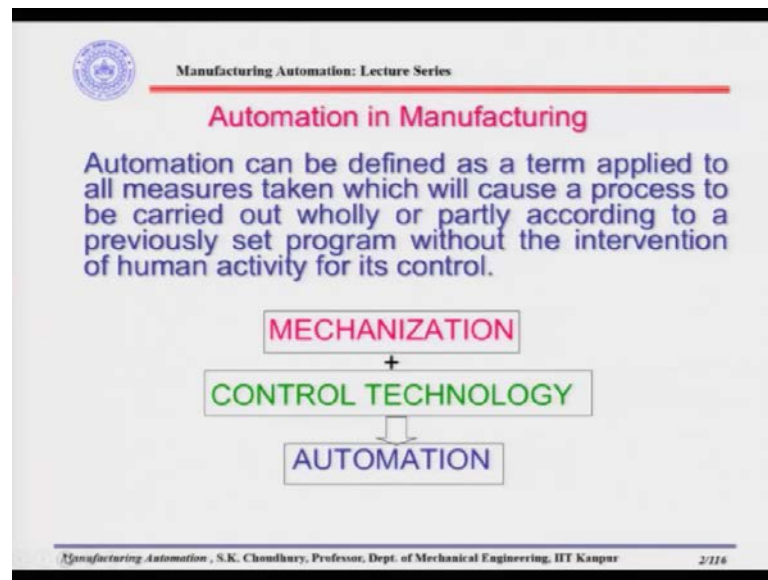 Manufacturing Automation: Lecture Series
Automation in Manufacturing
Automation can be defined as a term applied to
all measures taken which will cause a process to
be carried out wholly or partly according to a
previously set program without the intervention
of human activity for its control.
MECHANIZATION
+
CONTROL TECHNOLOGY
AUTOMATION
Manufacturing Automation , S.K. Choudhury, Professor, Dept. of Mechanical Engineering, IIT Kanpur 2/116